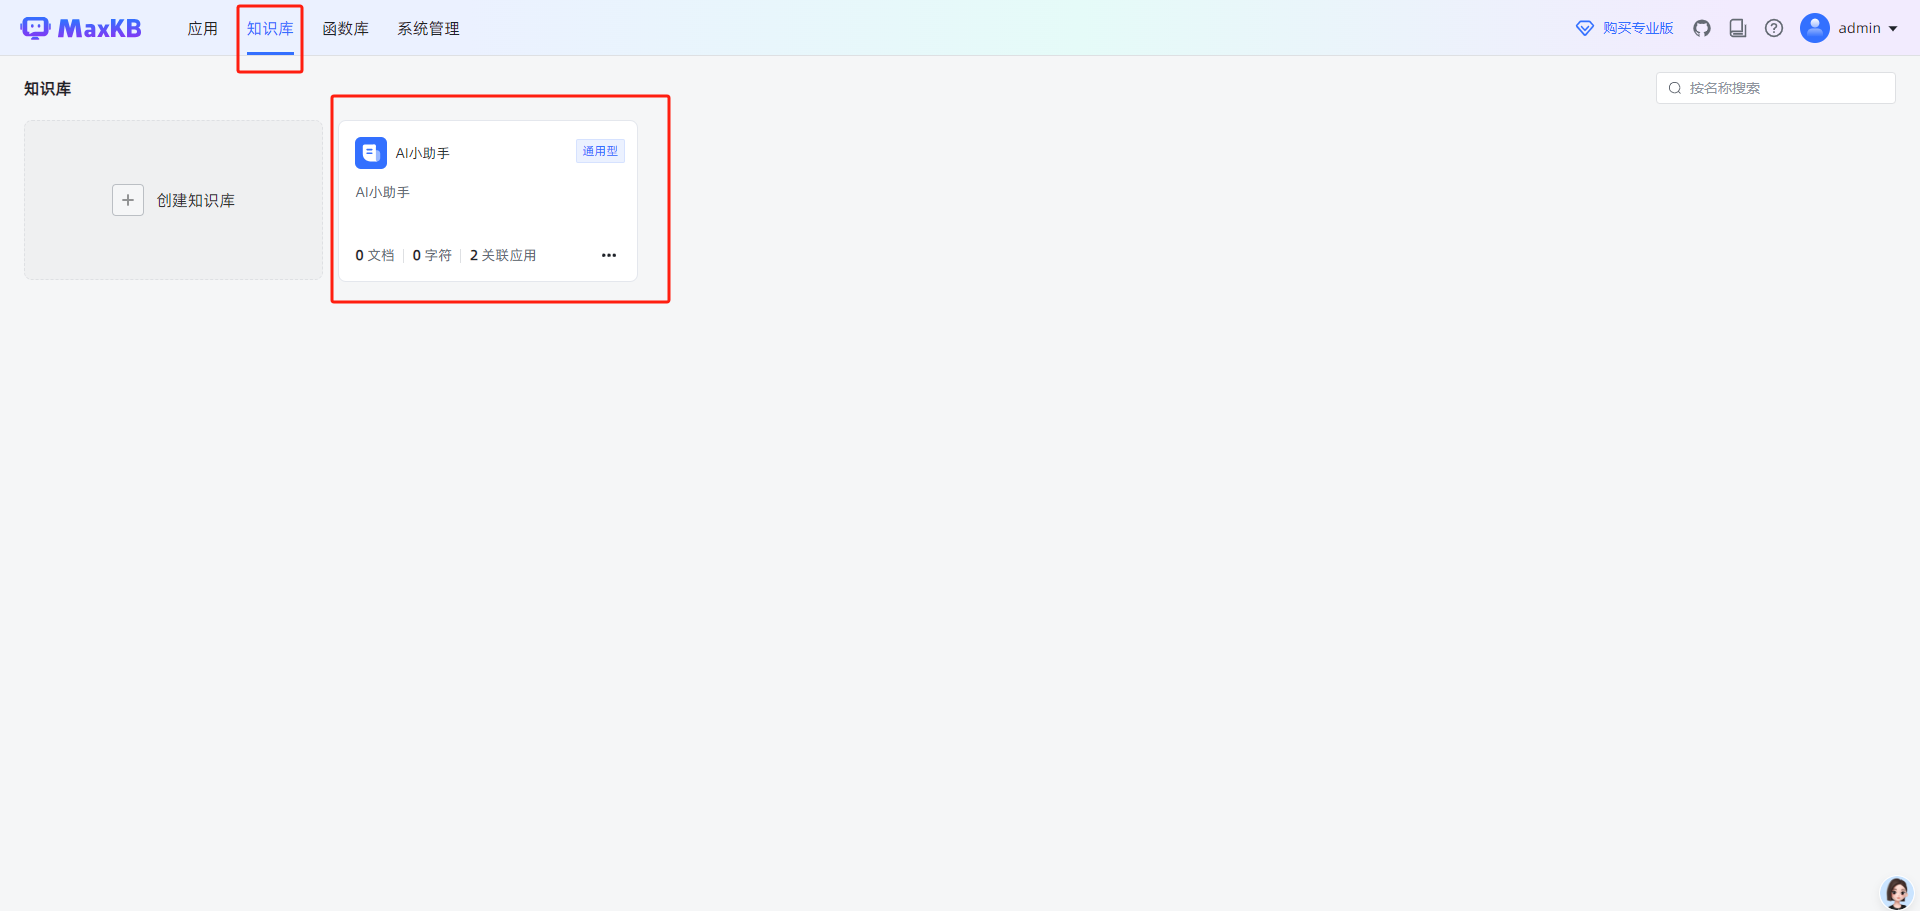 MaxKB 应用 知识库 函数库 系统管理 购买专业版 admin
知识库 按名称搜索
创建知识库
AI小助手 通用型
AI小助手
0 文档 0 字符 2 关联应用